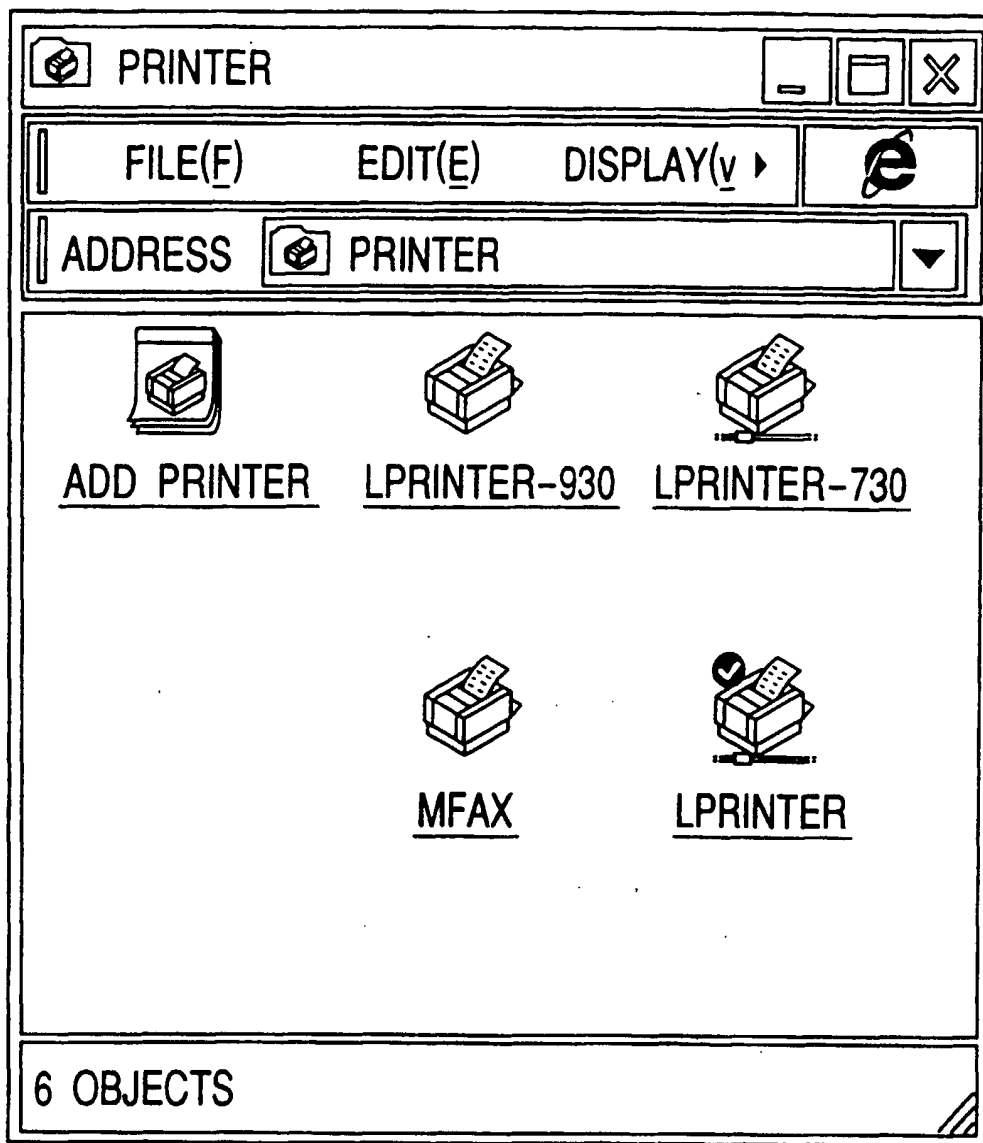 PRINTER
FILE(F) EDIT(E) DISPLAY(v
ADDRESS PRINTER
ADD PRINTER LPRINTER-930 LPRINTER-730
MFAX LPRINTER
6 OBJECTS